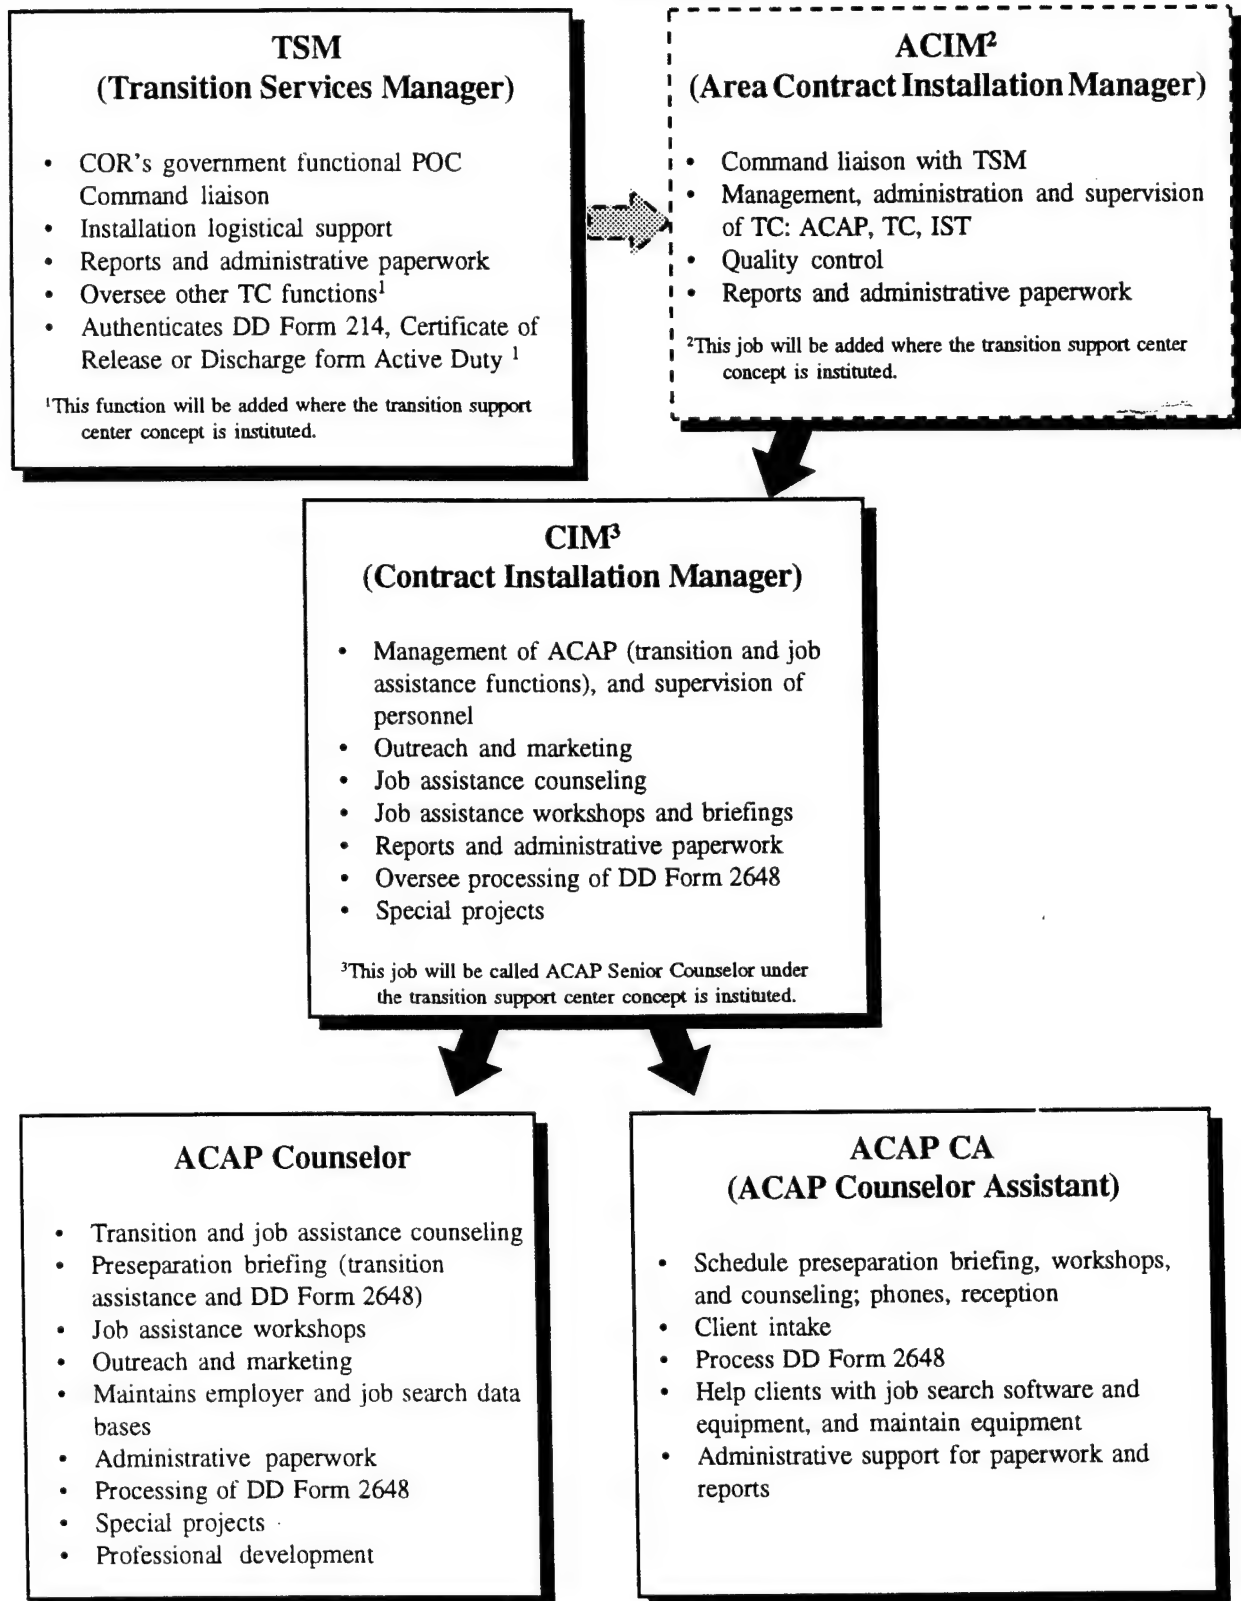 TSM
(Transition Services Manager)
• COR's government functional POC
Command liaison
• Installation logistical support
• Reports and administrative paperwork
• Oversee other TC functions¹
• Authenticates DD Form 214, Certificate of
Release or Discharge form Active Duty ¹
¹This function will be added where the transition support
center concept is instituted.
ACIM²
(Area Contract Installation Manager)
• Command liaison with TSM
• Management, administration and supervision
of TC: ACAP, TC, IST
• Quality control
• Reports and administrative paperwork
²This job will be added where the transition support center
concept is instituted.
CIM³
(Contract Installation Manager)
• Management of ACAP (transition and job
assistance functions), and supervision of
personnel
• Outreach and marketing
• Job assistance counseling
• Job assistance workshops and briefings
• Reports and administrative paperwork
• Oversee processing of DD Form 2648
• Special projects
³This job will be called ACAP Senior Counselor under
the transition support center concept is instituted.
ACAP Counselor
• Transition and job assistance counseling
• Preseparation briefing (transition
assistance and DD Form 2648)
• Job assistance workshops
• Outreach and marketing
• Maintains employer and job search data
bases
• Administrative paperwork
• Processing of DD Form 2648
• Special projects
• Professional development
ACAP CA
(ACAP Counselor Assistant)
• Schedule preseparation briefing, workshops,
and counseling; phones, reception
• Client intake
• Process DD Form 2648
• Help clients with job search software and
equipment, and maintain equipment
• Administrative support for paperwork and
reports